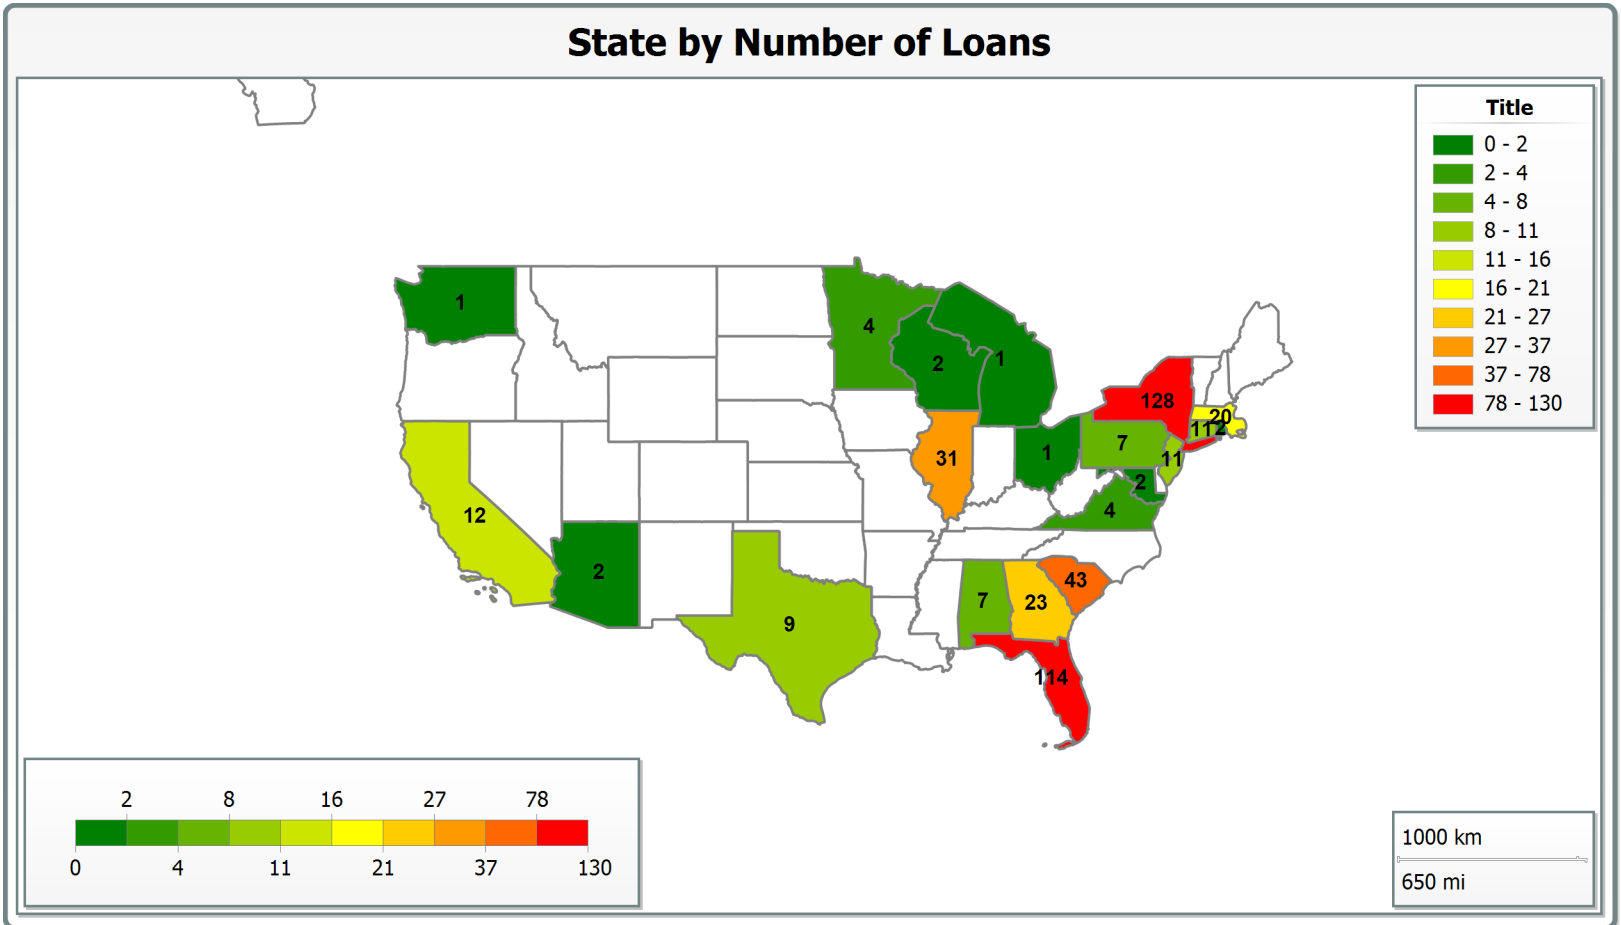 State by Number of Loans
Title
0 - 2
2 - 4
4 - 8
8 - 11
11 - 16
16 - 21
21 - 27
27 - 37
37 - 78
78 - 130
1
4
2
1
128
20
11 2
7
11
31
1
2
4
12
2
7
23
43
9
114
2 8 16 27 78
0 4 11 21 37 130
1000 km
650 mi